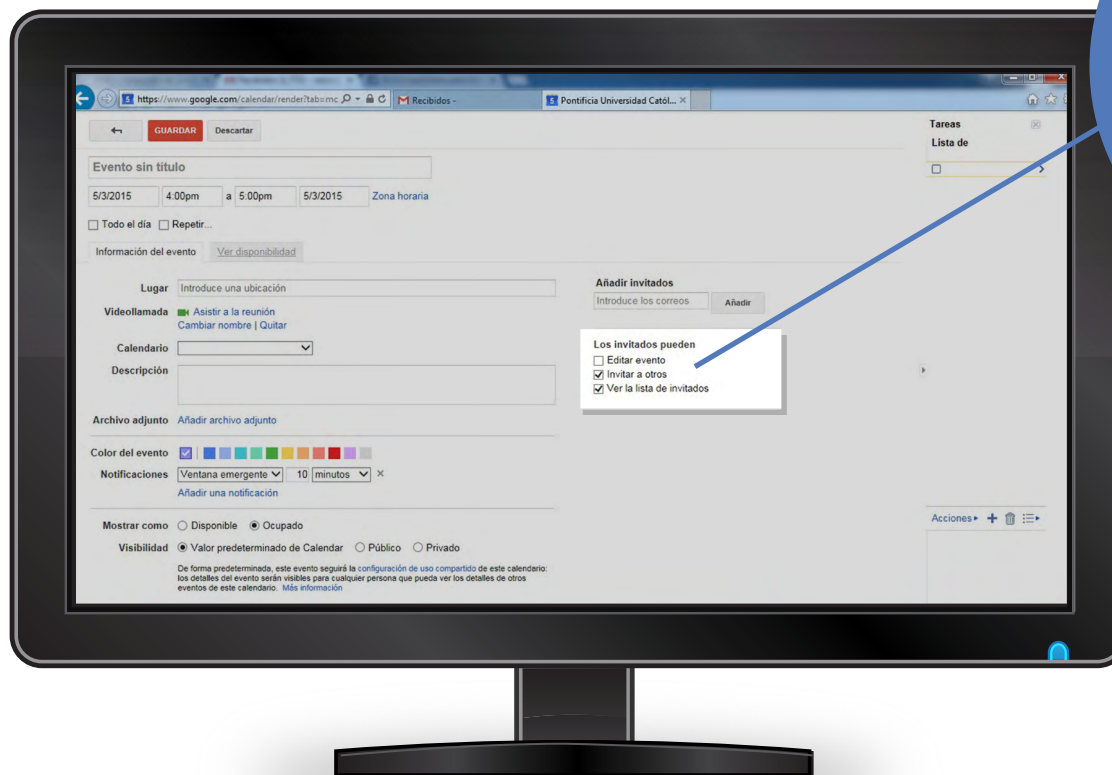 https://www.google.com/calendar/render?tab=mc
Recibidos -
Pontificia Universidad Catól...
GUARDAR
Descartar
Tareas
Lista de
Evento sin titulo
5/3/2015
4:00pm
a
5:00pm
5/3/2015
Zona horaria
Todo el día
Repetir...
Información del evento
Ver disponibilidad
Lugar
Introduce una ubicación
Videollamada
Asistir a la reunión
Cambiar nombre | Quitar
Calendario
Descripción
Archivo adjunto
Añadir archivo adjunto
Color del evento
Notificaciones
Ventana emergente
10
minutos
Añadir una notificación
Mostrar como
Disponible
Ocupado
Visibilidad
Valor predeterminado de Calendar
Público
Privado
De forma predeterminada, este evento seguirá la configuración de uso compartido de este calendario:
los detalles del evento serán visibles para cualquier persona que pueda ver los detalles de otros
eventos de este calendario. Más información
Añadir invitados
Introduce los correos
Añadir
Los invitados pueden
Editar evento
Invitar a otros
Ver la lista de invitados
Acciones